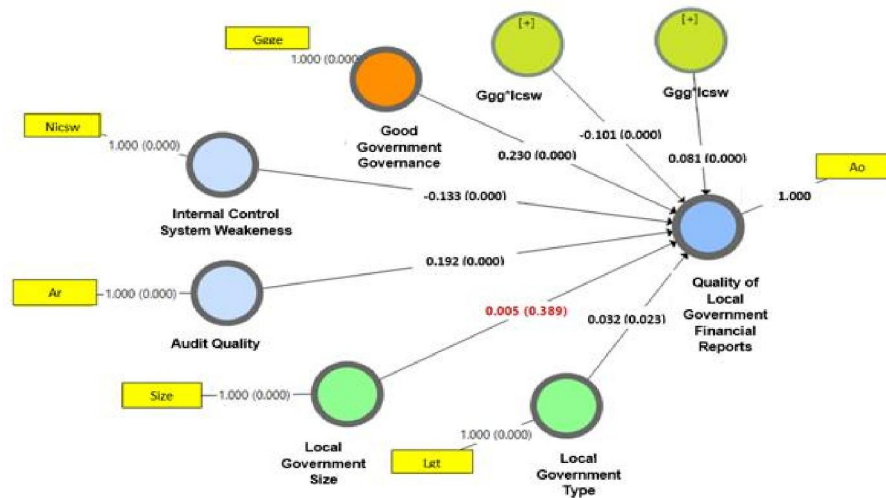 [+]
[+]
Ggge
1.000 (0.000)
Ggg*Icsw
Ggg*Icsw
Good
Government
Governance
Nicsw
1.000 (0.000)
-0.101 (0.000)
0.081 (0.000)
0.230 (0.000)
Ao
1.000
-0.133 (0.000)
Internal Control
System Weakeness
0.192 (0.000)
Ar
1.000 (0.000)
Audit Quality
Quality of
Local
Government
Financial
Reports
0.005 (0.389)
0.032 (0.023)
Size
1.000 (0.000)
Local
Government
Size
1.000 (0.000)
Lgt
Local
Government
Type